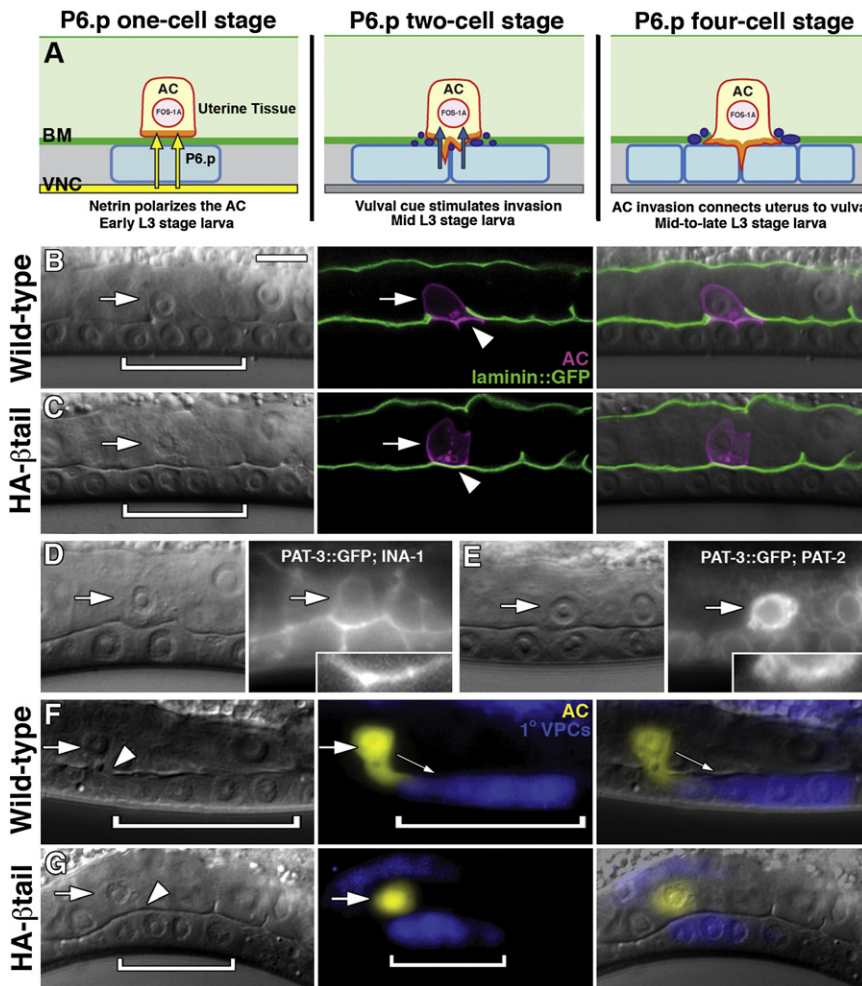 P6.p one-cell stage
P6.p two-cell stage
P6.p four-cell stage
A
AC
FOS-1A
Uterine Tissue
BM
P6.p
VNC
AC
FOS-1A
AC
FOS-1A
Netrin polarizes the AC
Early L3 stage larva
Vulval cue stimulates invasion
Mid L3 stage larva
AC invasion connects uterus to vulva
Mid-to-late L3 stage larva
Wild-type
B
AC
laminin::GFP
HA-βtail
C
D
PAT-3::GFP; INA-1
E
PAT-3::GFP; PAT-2
Wild-type
F
AC
1° VPCs
HA-βtail
G